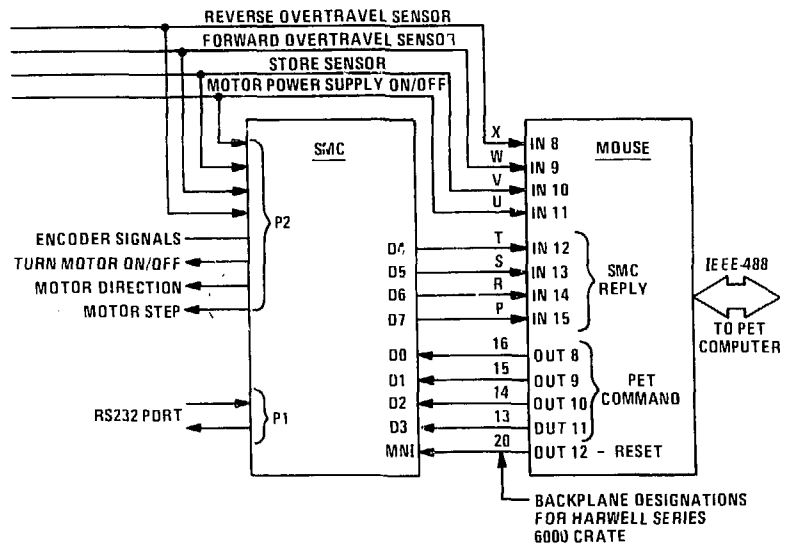 REVERSE OVERTRAVEL SENSOR
FORWARD OVERTRAVEL SENSOR
STORE SENSOR
MOTOR POWER SUPPLY ON/OFF
SMC
MOUSE
X
IN 8
W
IN 9
V
IN 10
U
IN 11
P2
ENCODER SIGNALS
TURN MOTOR ON/OFF
MOTOR DIRECTION
MOTOR STEP
D4
T
IN 12
D5
S
IN 13
D6
R
IN 14
D7
P
IN 15
SMC
REPLY
IEEE-488
TO PET
COMPUTER
D0
16
OUT 8
D1
15
OUT 9
D2
14
OUT 10
D3
13
OUT 11
PET
COMMAND
RS232 PORT
P1
MNI
20
OUT 12 - RESET
BACKPLANE DESIGNATIONS
FOR HARWELL SERIES
6000 CRATE